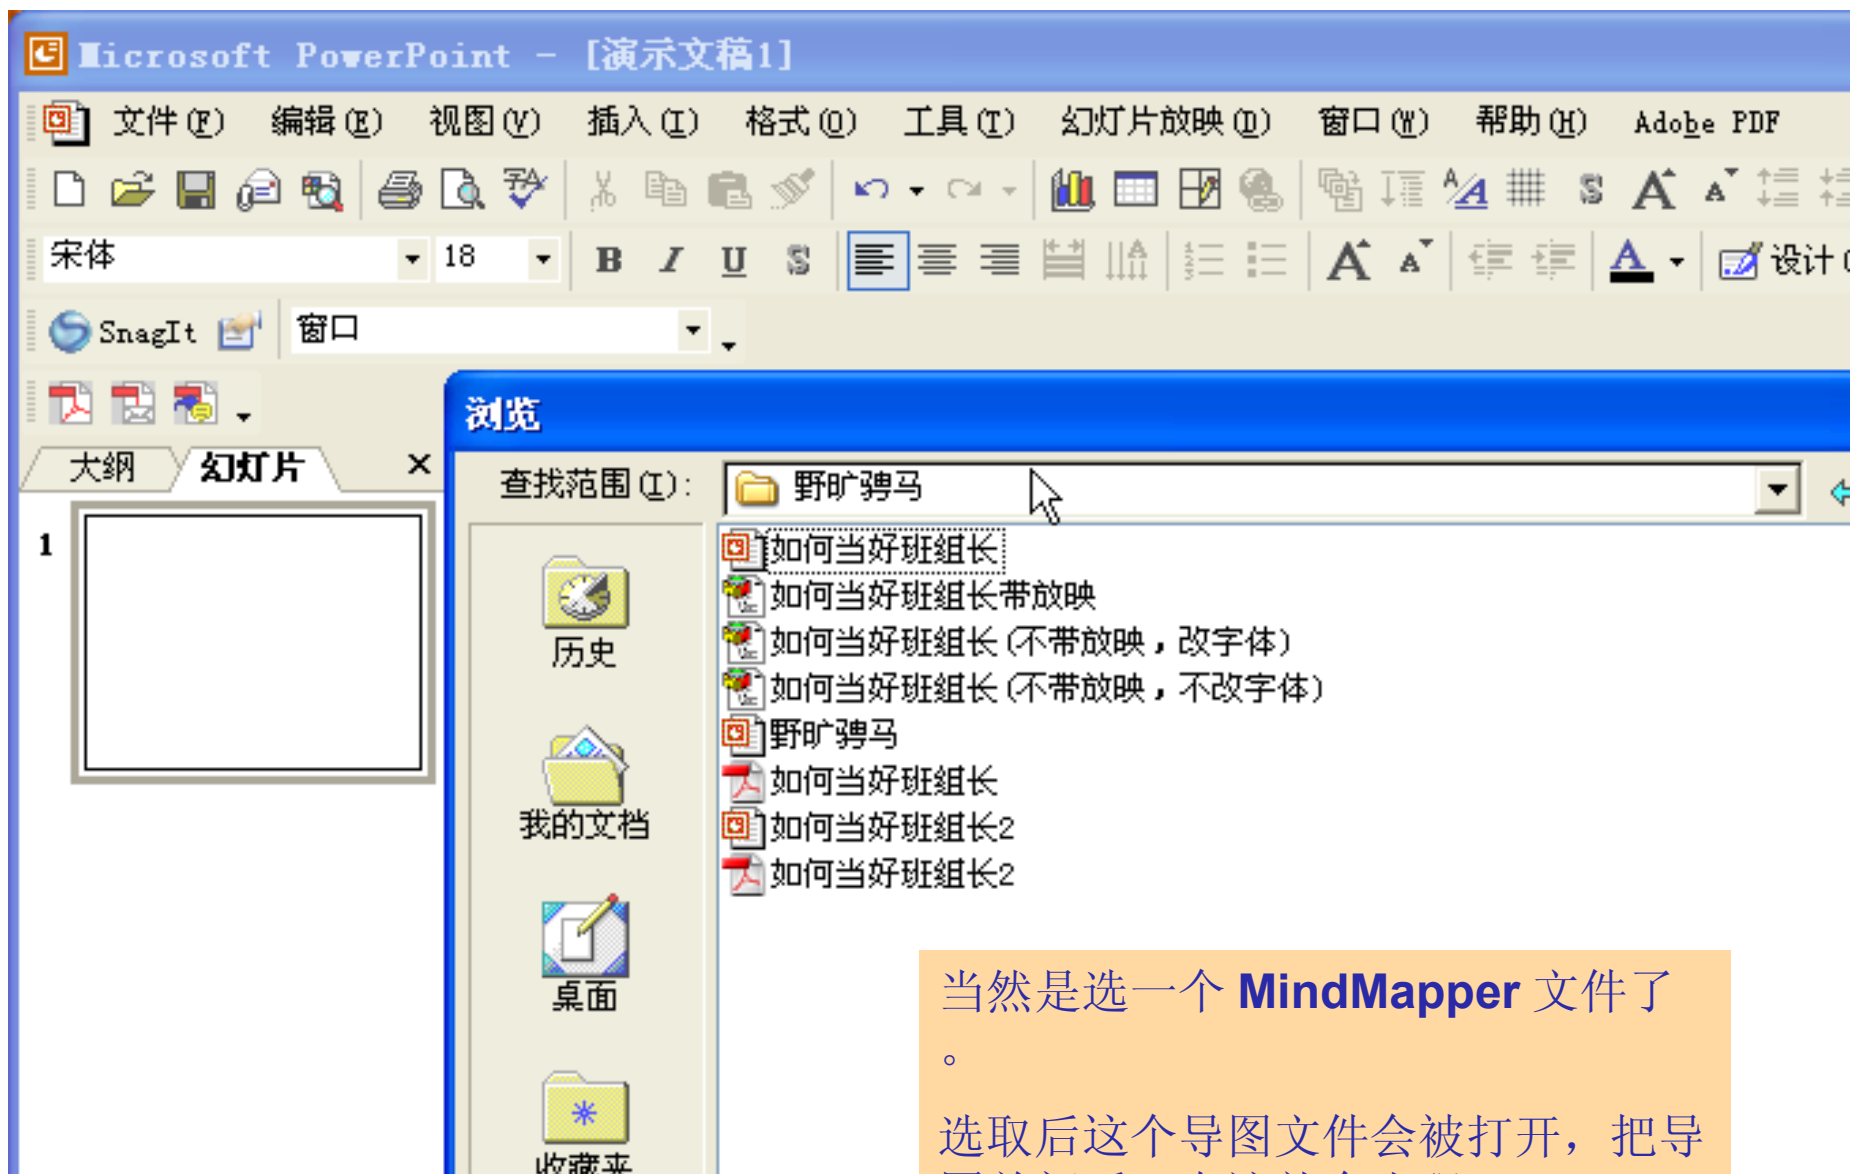 Microsoft PowerPoint - [演示文稿1]
文件(F) 编辑(E) 视图(V) 插入(I) 格式(O) 工具(T) 幻灯片放映(D) 窗口(W) 帮助(H) Adobe PDF
宋体 18 B I U S 设计
SnagIt 窗口
浏览
大纲 幻灯片 ×
查找范围(I): 野旷骋马
1
如何当好班组长
如何当好班组长带放映
如何当好班组长(不带放映，改字体)
如何当好班组长(不带放映，不改字体)
野旷骋马
如何当好班组长
如何当好班组长2
如何当好班组长2
历史
我的文档
桌面
收藏夹
当然是选一个 MindMapper 文件了
。
选取后这个导图文件会被打开，把导